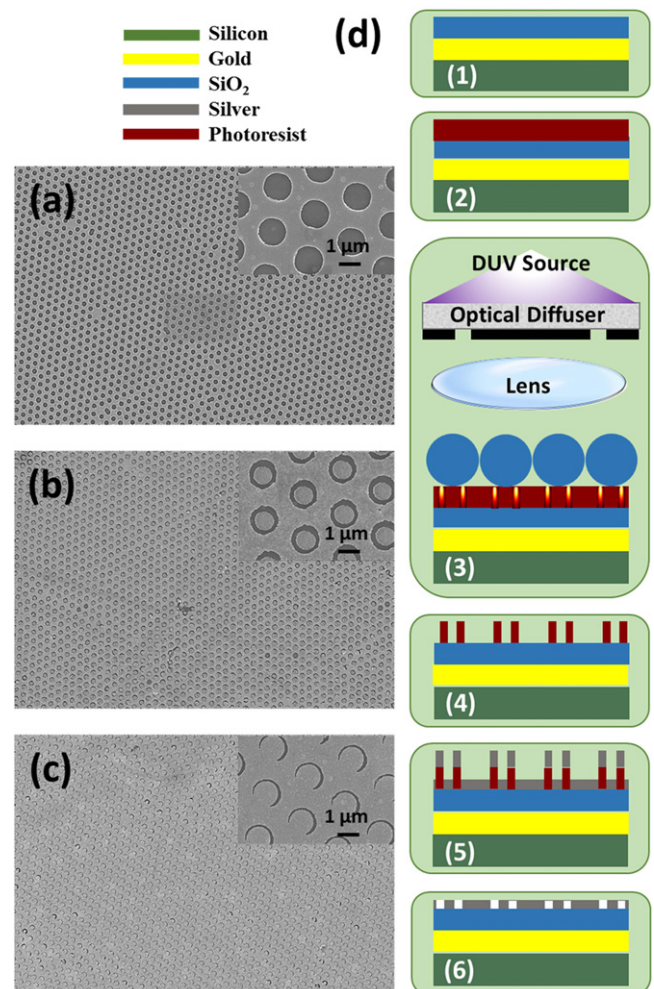 Silicon
Gold
SiO₂
Silver
Photoresist
(d)
(1)
(2)
(a)
1 μm
DUV Source
Optical Diffuser
Lens
(3)
(b)
1 μm
(4)
(c)
1 μm
(5)
(6)